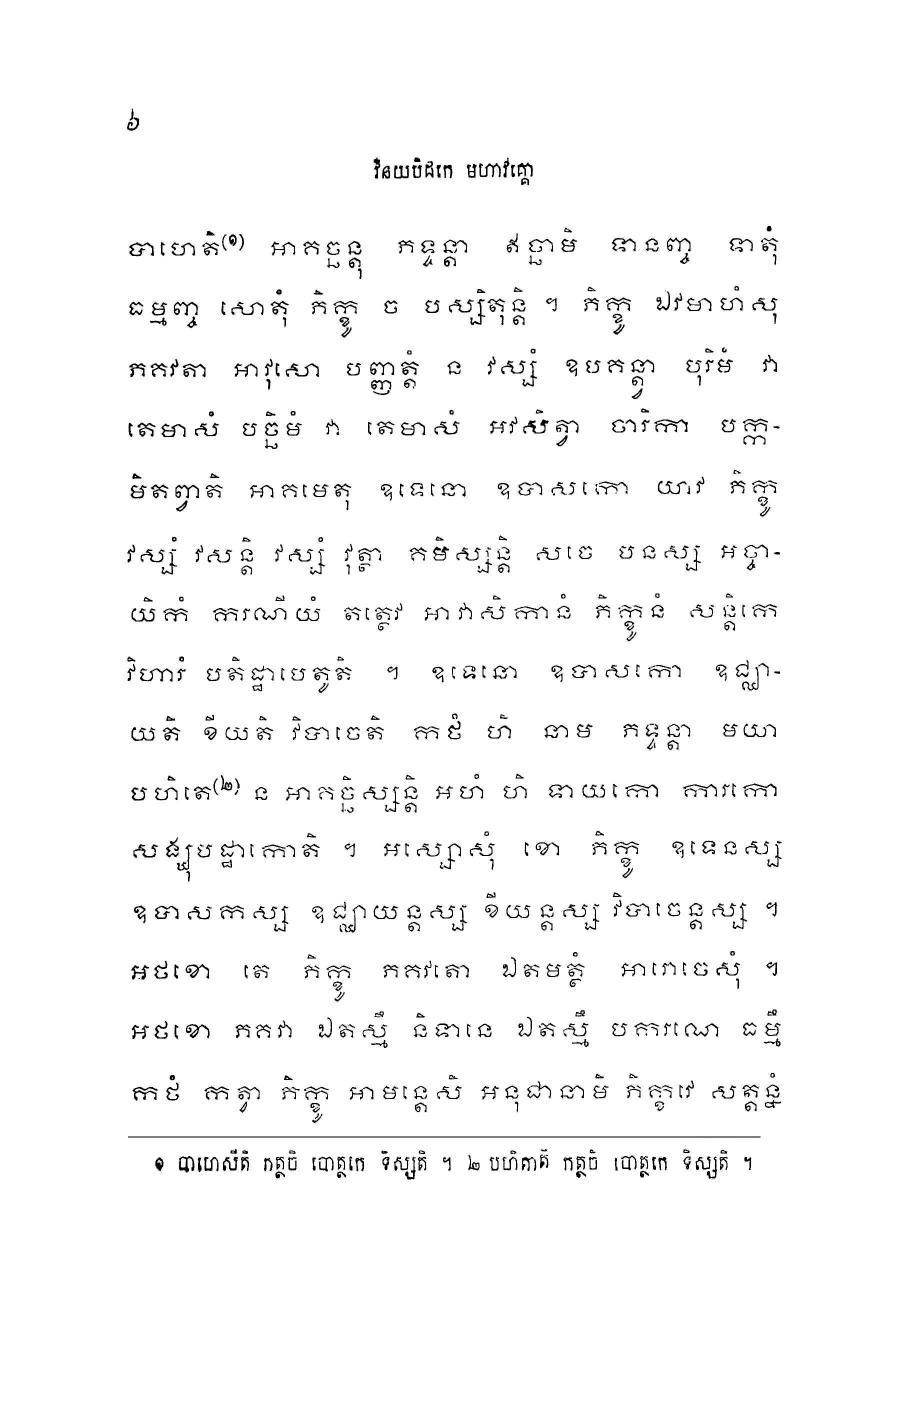 ៦
វិនយបិដកេ មហាវគ្គោ
បាហេតិ(១) អាគច្ឆន្តុ ភទ្ទន្តា ឥច្ឆាមិ ទានញ្ច ទាតុំ
ធម្មញ្ច សោតុំ ភិក្ខូ ច បស្សិតុន្តិ ។ ភិក្ខូ ឯវមាហំសុ
ភគវតា អាវុសោ បញ្ញត្តំ ន វស្សំ ឧបគន្ត្វា បុរិមំ វា
តេមាសំ បច្ឆិមំ វា តេមាសំ អវសិត្វា ចារិកា បក្ក-
មិតព្វាតិ អាគមេតុ ឧទេនោ ឧបាសកោ យាវ ភិក្ខូ
វស្សំ វសន្តិ វស្សំ វុត្ថា គមិស្សន្តិ សចេ បនស្ស អច្ចា-
យិកំ ករណីយំ តត្ថេវ អាវាសិកានំ ភិក្ខូនំ សន្តិកេ
វិហារំ បតិដ្ឋាបេតូតិ ។ ឧទេនោ ឧបាសកោ ឧជ្ឈា-
យតិ ខីយតិ វិបាចេតិ កថំ ហិ នាម ភទ្ទន្តា មយា
បហិតេ(២) ន អាគច្ឆិស្សន្តិ អហំ ហិ ទាយកោ ការកោ
សង្ឃុបដ្ឋាកោតិ ។ អស្សោសុំ ខោ ភិក្ខូ ឧទេនស្ស
ឧបាសកស្ស ឧជ្ឈាយន្តស្ស ខីយន្តស្ស វិបាចេន្តស្ស ។
អថខោ តេ ភិក្ខូ ភគវតោ ឯតមត្ថំ អារោចេសុំ ។
អថខោ ភគវា ឯតស្មឹ និទានេ ឯតស្មឹ បករណេ ធម្មឹ
កថំ កត្វា ភិក្ខូ អាមន្តេសិ អនុជានាមិ ភិក្ខវេ សត្តន្នំ
១ បាហេសីតិ កត្ថចិ បោត្ថកេ ទិស្សតិ ។ ២ កត្ថចិ បោត្ថកេ ទិស្សតិ ។